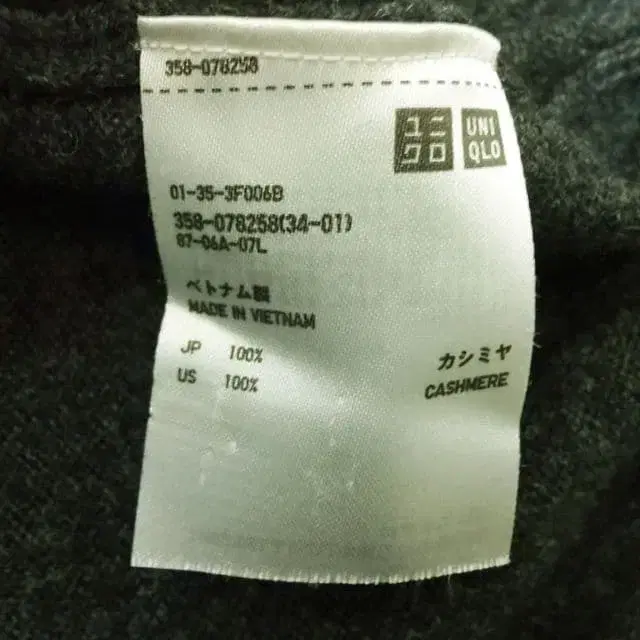 358-078258
ユニ
クロ
UNI
QLO
01-35-3F006B
358-078258(34-01)
87-06A-07L
ベトナム製
MADE IN VIETNAM
JP 100% カシミヤ
US 100% CASHMERE